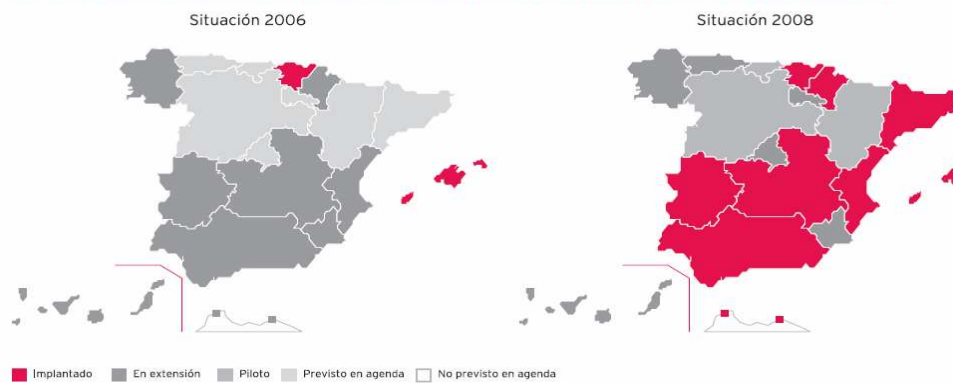 Situación 2006
Situación 2008
Implantado
En extensión
Piloto
Previsto en agenda
No previsto en agenda